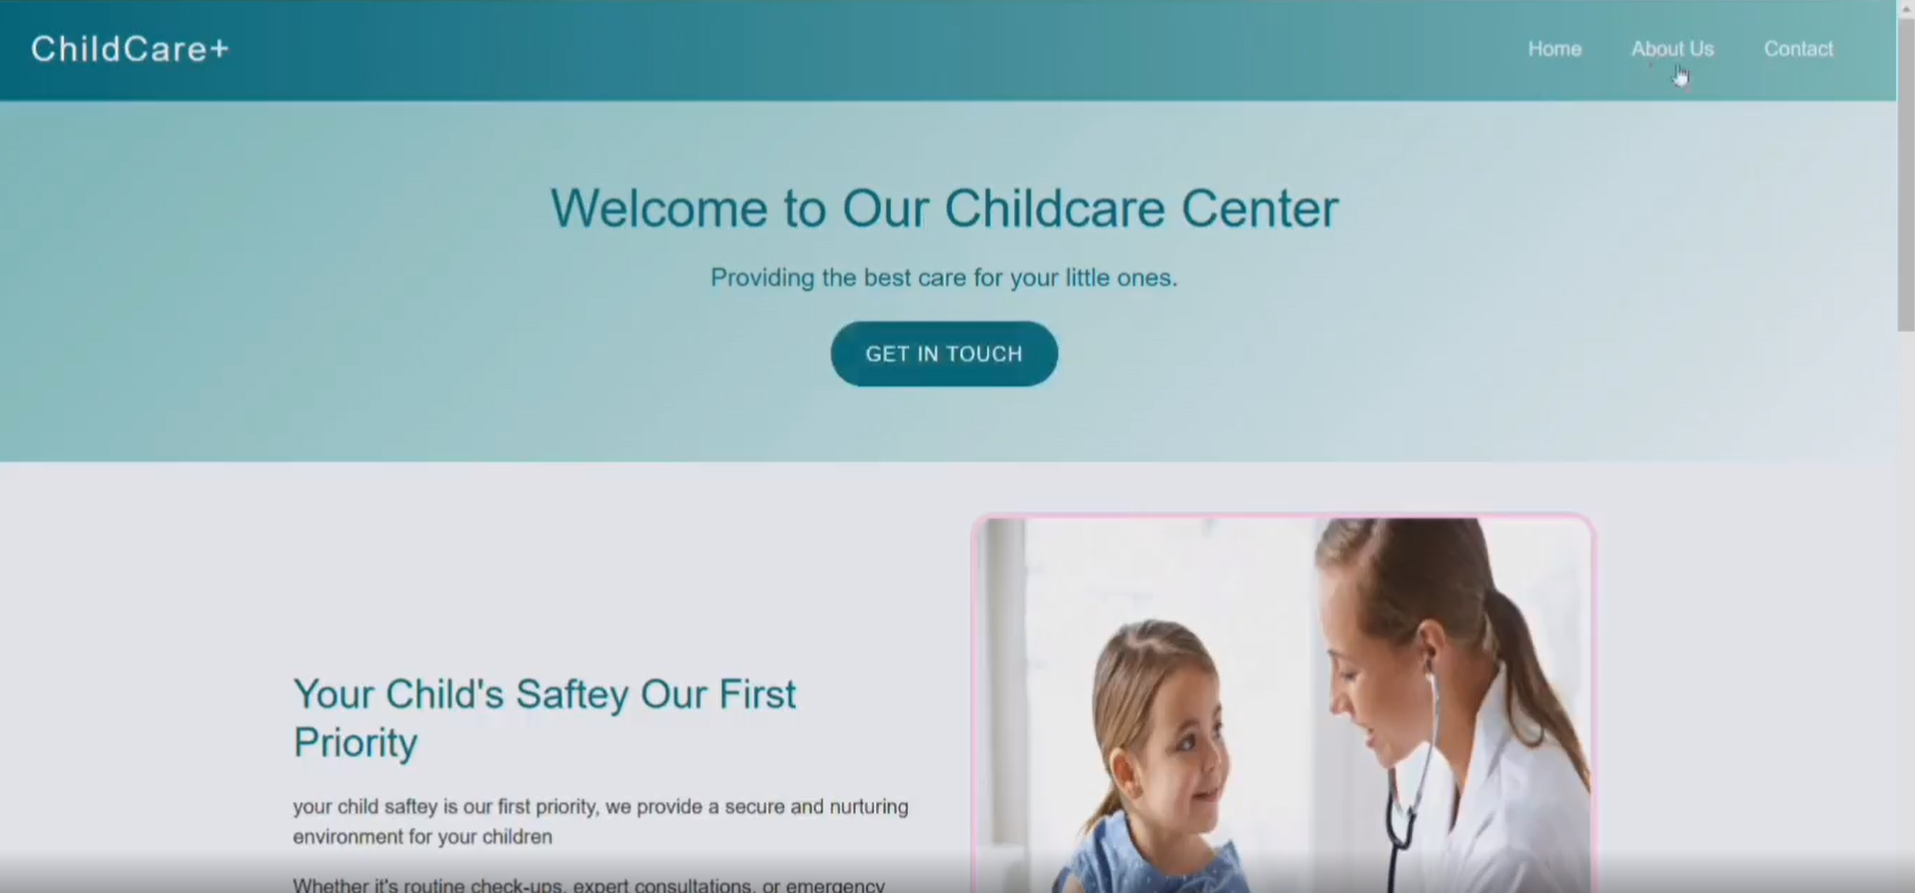 ChildCare+
Home About Us Contact
Welcome to Our Childcare Center
Providing the best care for your little ones.
GET IN TOUCH
Your Child's Saftey Our First
Priority
your child saftey is our first priority, we provide a secure and nurturing
environment for your children
Whether it's routine check-ups, expert consultations, or emergency